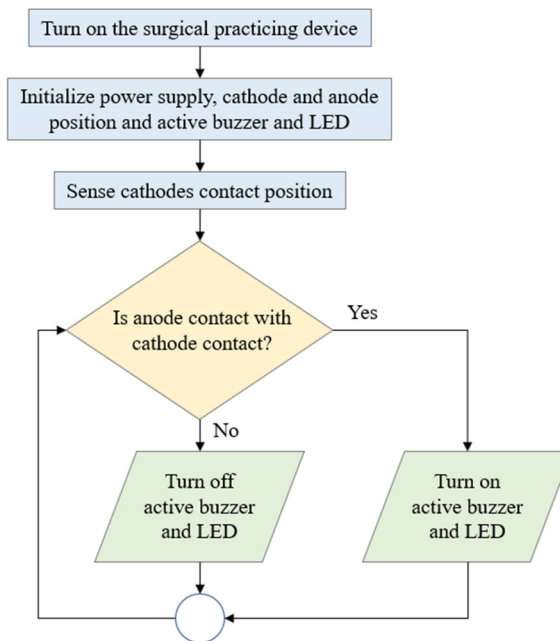 Turn on the surgical practicing device
Initialize power supply, cathode and anode
position and active buzzer and LED
Sense cathodes contact position
Is anode contact with
cathode contact?
Yes
No
Turn off
active buzzer
and LED
Turn on
active buzzer
and LED